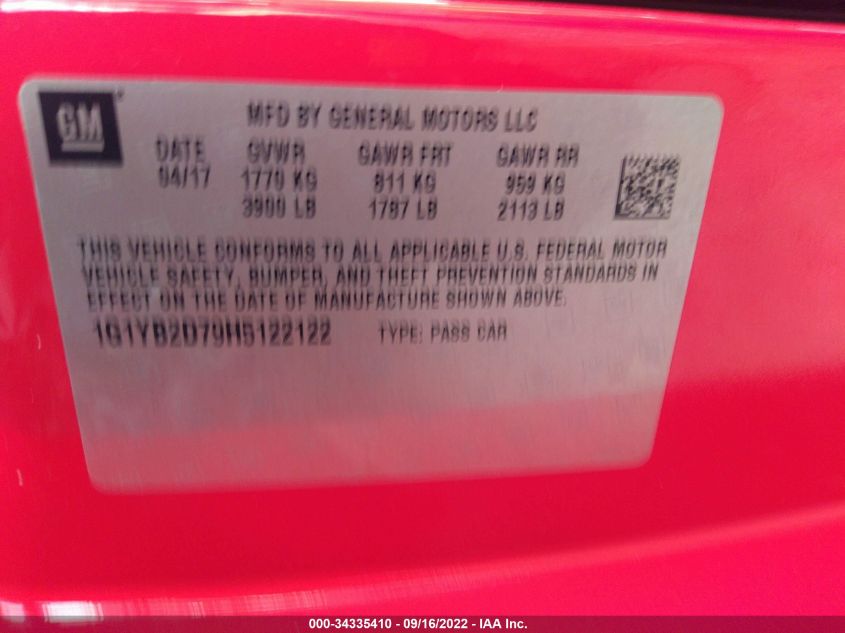 GM
MFD BY GENERAL MOTORS LLC
DATE GVWR GAWR FRT GAWR RR
04/17 1770 KG 811 KG 959 KG
3900 LB 1787 LB 2113 LB
THIS VEHICLE CONFORMS TO ALL APPLICABLE U.S. FEDERAL MOTOR
VEHICLE SAFETY, BUMPER, AND THEFT PREVENTION STANDARDS IN
EFFECT ON THE DATE OF MANUFACTURE SHOWN ABOVE.
1G1YB2D79H5122122 TYPE: PASS CAR
000-34335410 - 09/16/2022 - IAA Inc.